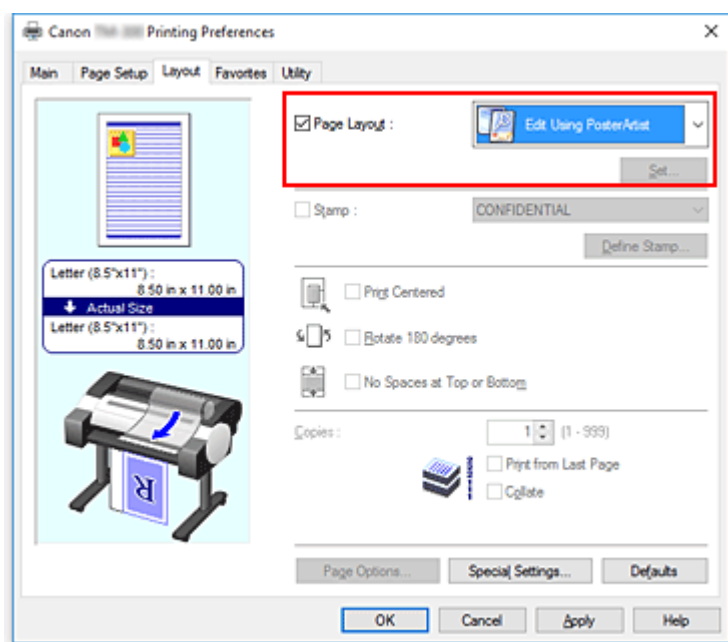 Canon Printing Preferences
Main Page Setup Layout Favorites Utility
Page Layout :
Edit Using PosterArtist
Set...
Stamp :
CONFIDENTIAL
Define Stamp...
Letter (8.5"x11") :
8.50 in x 11.00 in
Actual Size
Letter (8.5"x11") :
8.50 in x 11.00 in
Print Centered
Rotate 180 degrees
No Spaces at Top or Bottom
Copies :
1 (1 - 999)
Print from Last Page
Collate
R
Page Options... Special Settings... Defaults
OK Cancel Apply Help